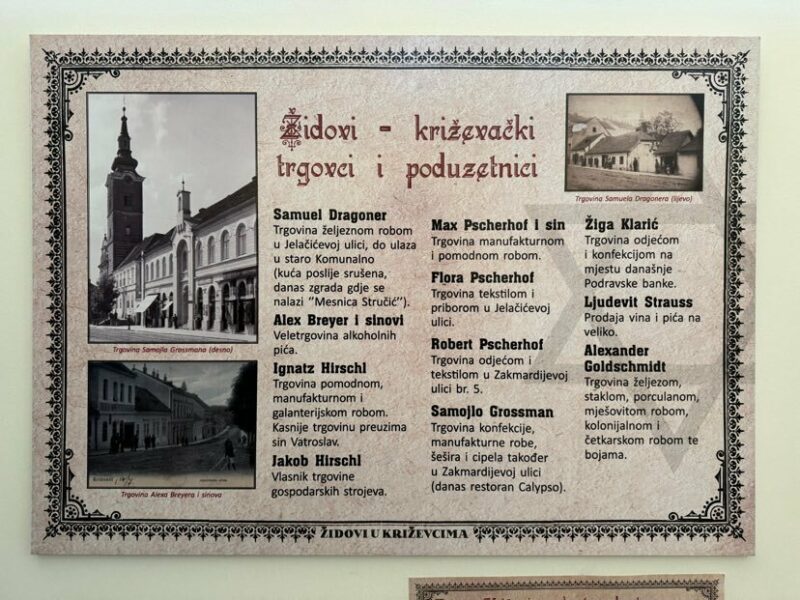 Židovi - križevački
trgovci i poduzetnici
Trgovina Samojla Grossmana (desno)
Trgovina Alexa Breyera i sinova
Trgovina Samuela Dragonera (lijevo)
Samuel Dragoner
Trgovina željeznom robom
u Jelačićevoj ulici, do ulaza
u staro Komunalno
(kuća poslije srušena,
danas zgrada gdje se
nalazi "Mesnica Stručić").
Alex Breyer i sinovi
Veletrgovina alkoholnih
pića.
Ignatz Hirschl
Trgovina pomodnom,
manufakturnom i
galanterijskom robom.
Kasnije trgovinu preuzima
sin Vatroslav.
Jakob Hirschl
Vlasnik trgovine
gospodarskih strojeva.
Max Pscherhof i sin
Trgovina manufakturnom
i pomodnom robom.
Flora Pscherhof
Trgovina tekstilom i
priborom u Jelačićevoj
ulici.
Robert Pscherhof
Trgovina odjećom i
tekstilom u Zakmardijevoj
ulici br. 5.
Samojlo Grossman
Trgovina konfekcije,
manufakturne robe,
šešira i cipela također
u Zakmardijevoj ulici
(danas restoran Calypso).
Žiga Klarić
Trgovina odjećom
i konfekcijom na
mjestu današnje
Podravske banke.
Ljudevit Strauss
Prodaja vina i pića na
veliko.
Alexander
Goldschmidt
Trgovina željezom,
staklom, porculanom,
mješovitom robom,
kolonijalnom i
četkarskom robom te
bojama.
ŽIDOVI U KRIŽEVCIMA